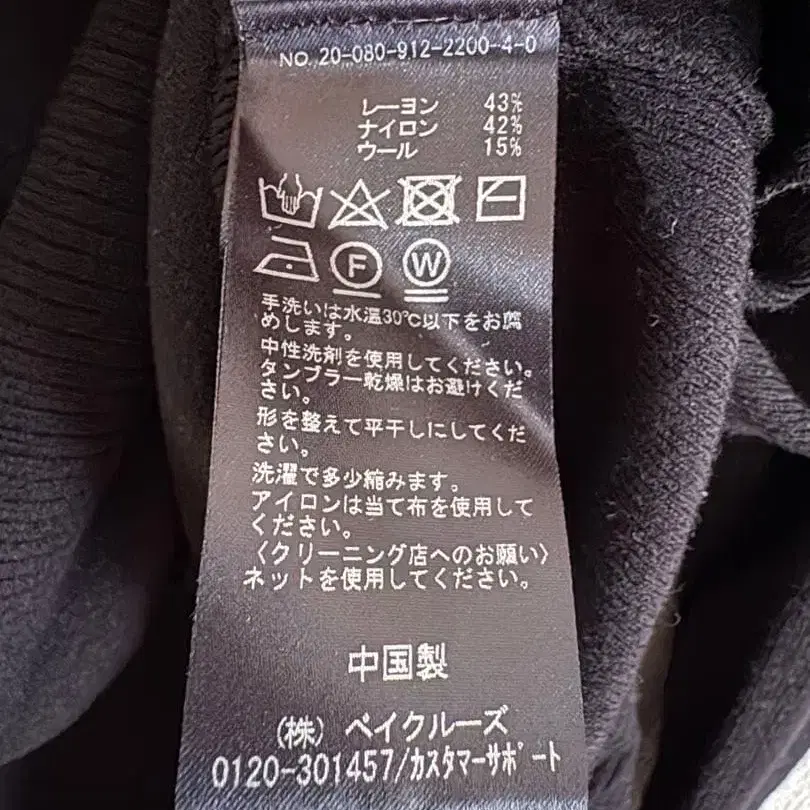 NO. 20-080-912-2200-4-0
レーヨン 43%
ナイロン 42%
ウール 15%
F W
手洗いは水温30℃以下をお薦
めします。
中性洗剤を使用してください。
タンブラー乾燥はお避けくだ
さい。
形を整えて平干しにしてくだ
さい。
洗濯で多少縮みます。
アイロンは当て布を使用して
ください。
〈クリーニング店へのお願い〉
ネットを使用してください。
中国製
(株) ベイクルーズ
0120-301457/カスタマーサポート